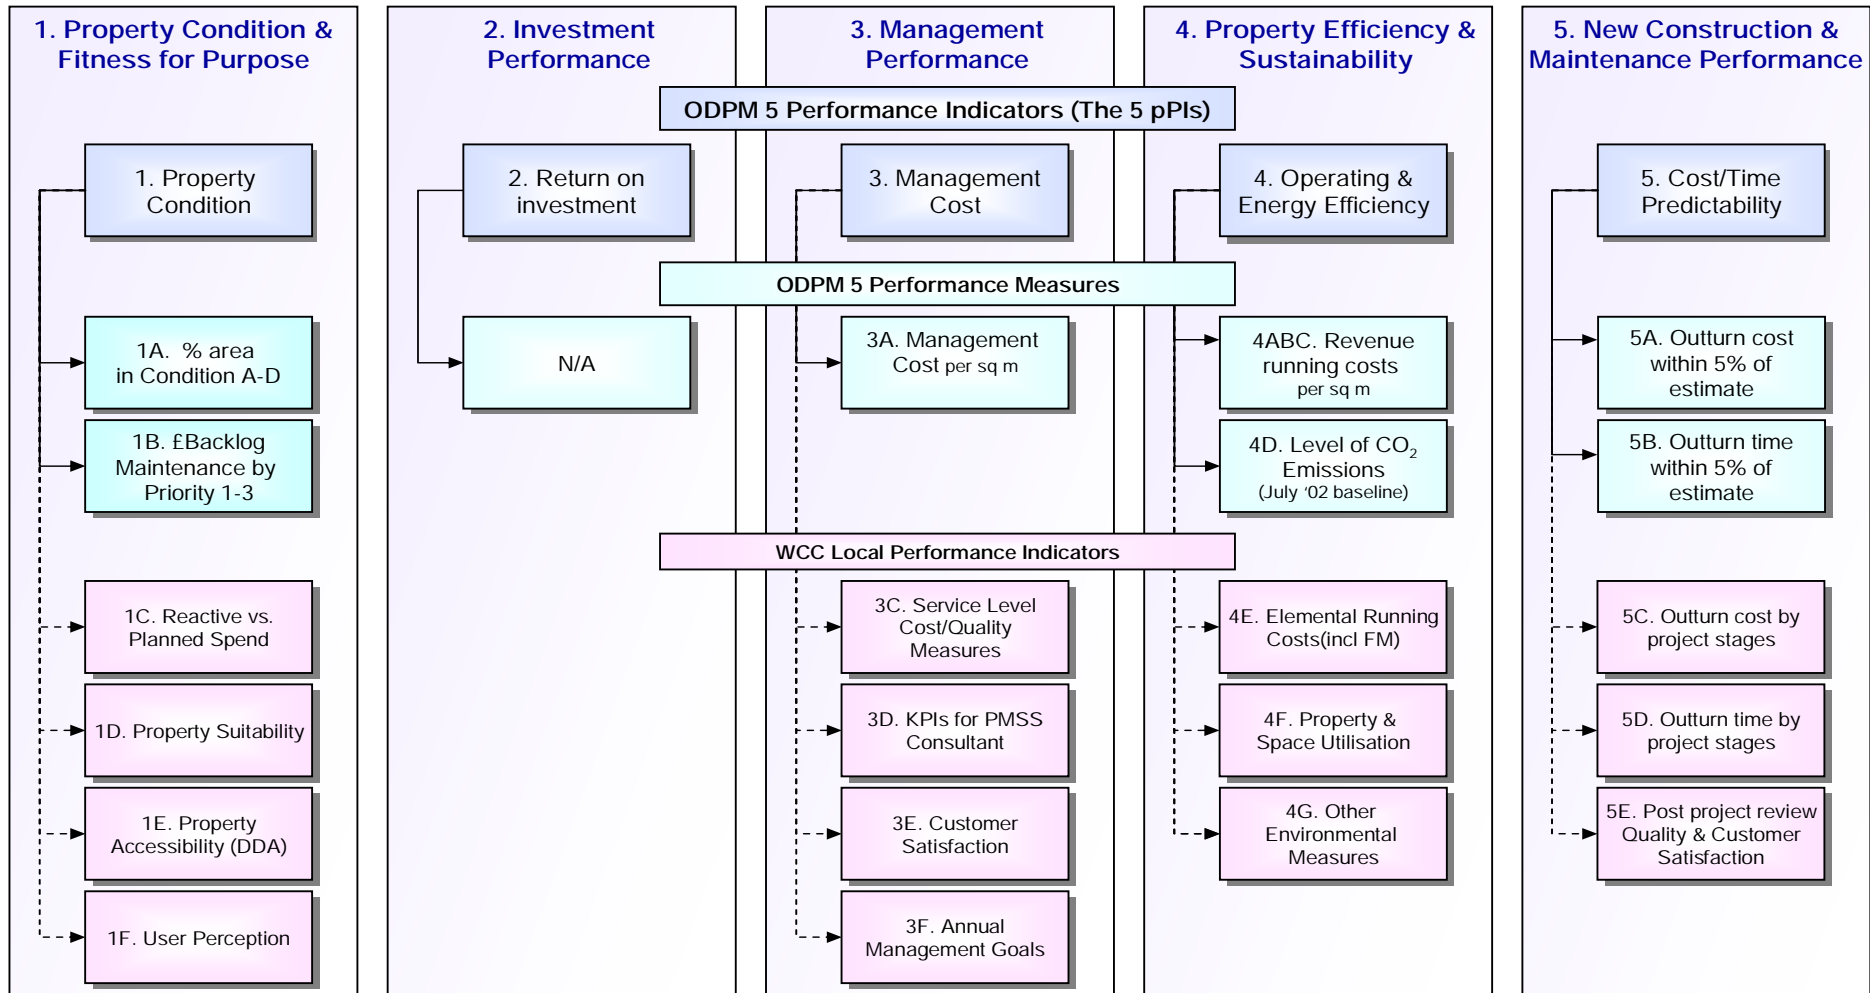 1. Property Condition &
Fitness for Purpose
2. Investment
Performance
3. Management
Performance
4. Property Efficiency &
Sustainability
5. New Construction &
Maintenance Performance
ODPM 5 Performance Indicators (The 5 pPIs)
1. Property
Condition
2. Return on
investment
3. Management
Cost
4. Operating &
Energy Efficiency
5. Cost/Time
Predictability
ODPM 5 Performance Measures
1A. % area
in Condition A-D
N/A
3A. Management
Cost per sq m
4ABC. Revenue
running costs
per sq m
5A. Outturn cost
within 5% of
estimate
1B. £Backlog
Maintenance by
Priority 1-3
4D. Level of CO₂
Emissions
(July ‘02 baseline)
5B. Outturn time
within 5% of
estimate
WCC Local Performance Indicators
1C. Reactive vs.
Planned Spend
3C. Service Level
Cost/Quality
Measures
4E. Elemental Running
Costs(incl FM)
5C. Outturn cost by
project stages
1D. Property Suitability
3D. KPIs for PMSS
Consultant
4F. Property &
Space Utilisation
5D. Outturn time by
project stages
1E. Property
Accessibility (DDA)
3E. Customer
Satisfaction
4G. Other
Environmental
Measures
5E. Post project review
Quality & Customer
Satisfaction
1F. User Perception
3F. Annual
Management Goals